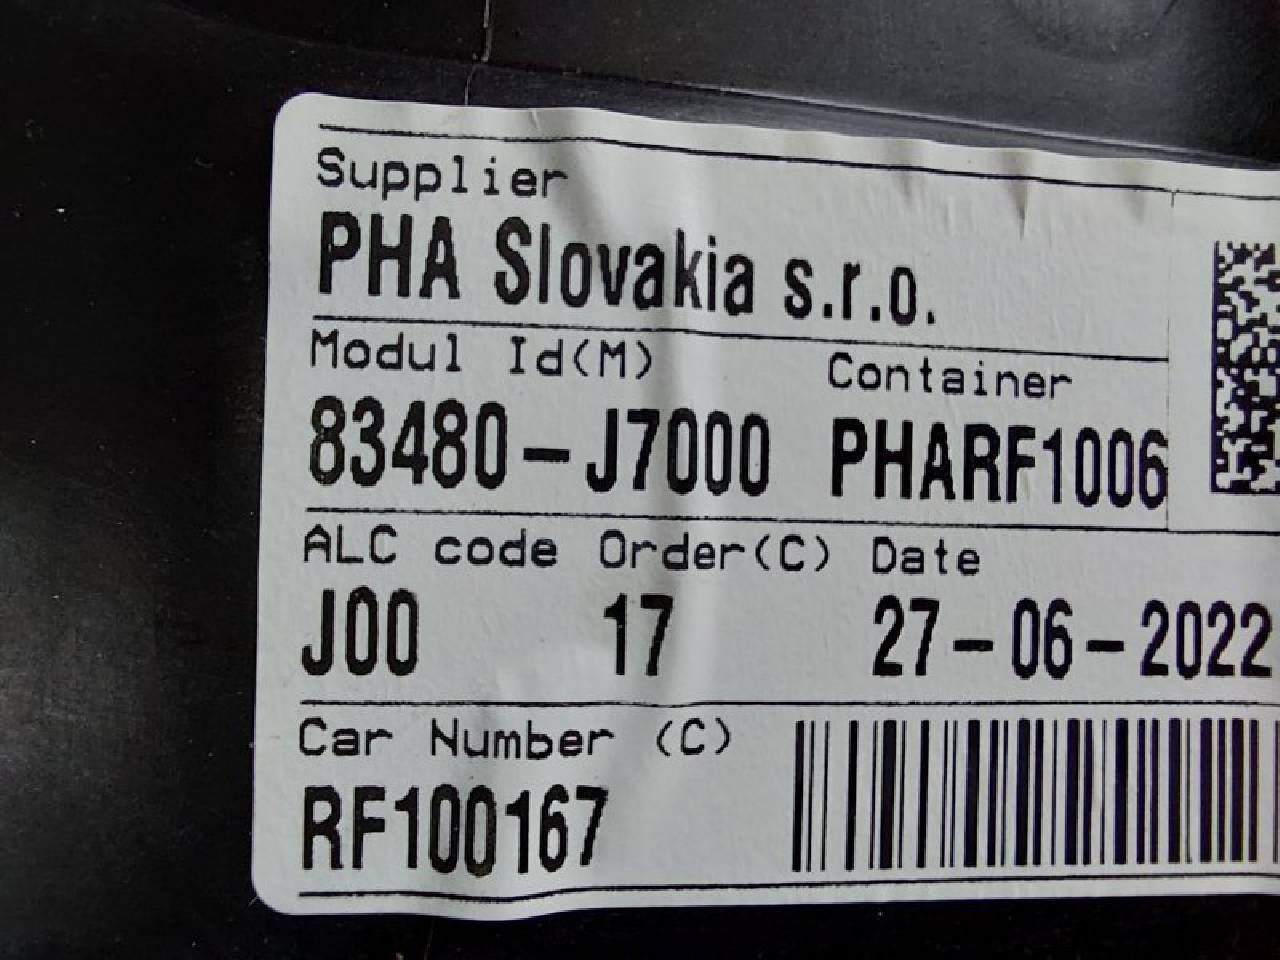 Supplier
PHA Slovakia s.r.o.
Modul Id(M) Container
83480-J7000 PHARF1006
ALC code Order(C) Date
J00 17 27-06-2022
Car Number (C)
RF100167